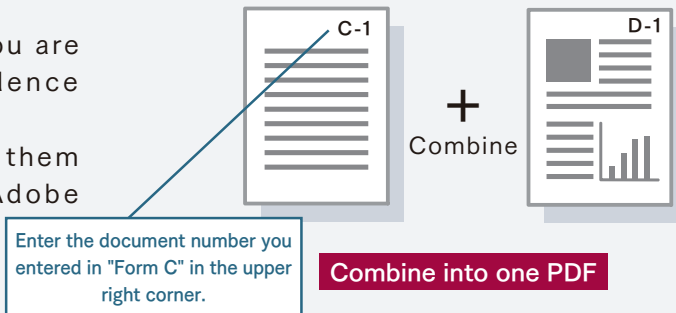 ou are
dence
them
Adobe
C-1
+
Combine
D-1
Enter the document number you
entered in "Form C" in the upper
right corner.
Combine into one PDF